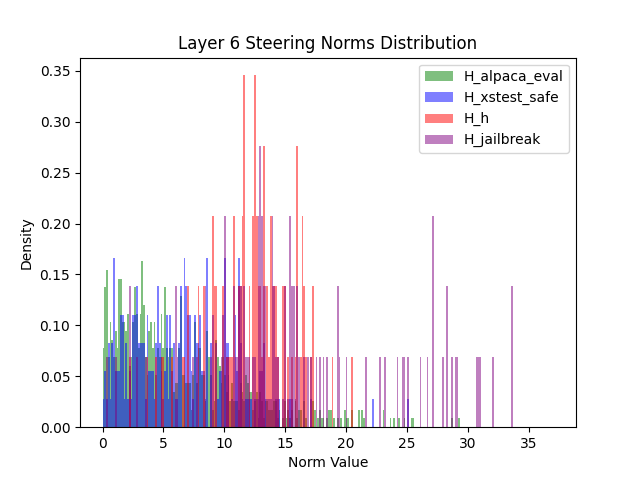 Layer 6 Steering Norms Distribution
H_alpaca_eval
H_xstest_safe
H_h
H_jailbreak
Density
0.35
0.30
0.25
0.20
0.15
0.10
0.05
0.00
0 5 10 15 20 25 30 35
Norm Value